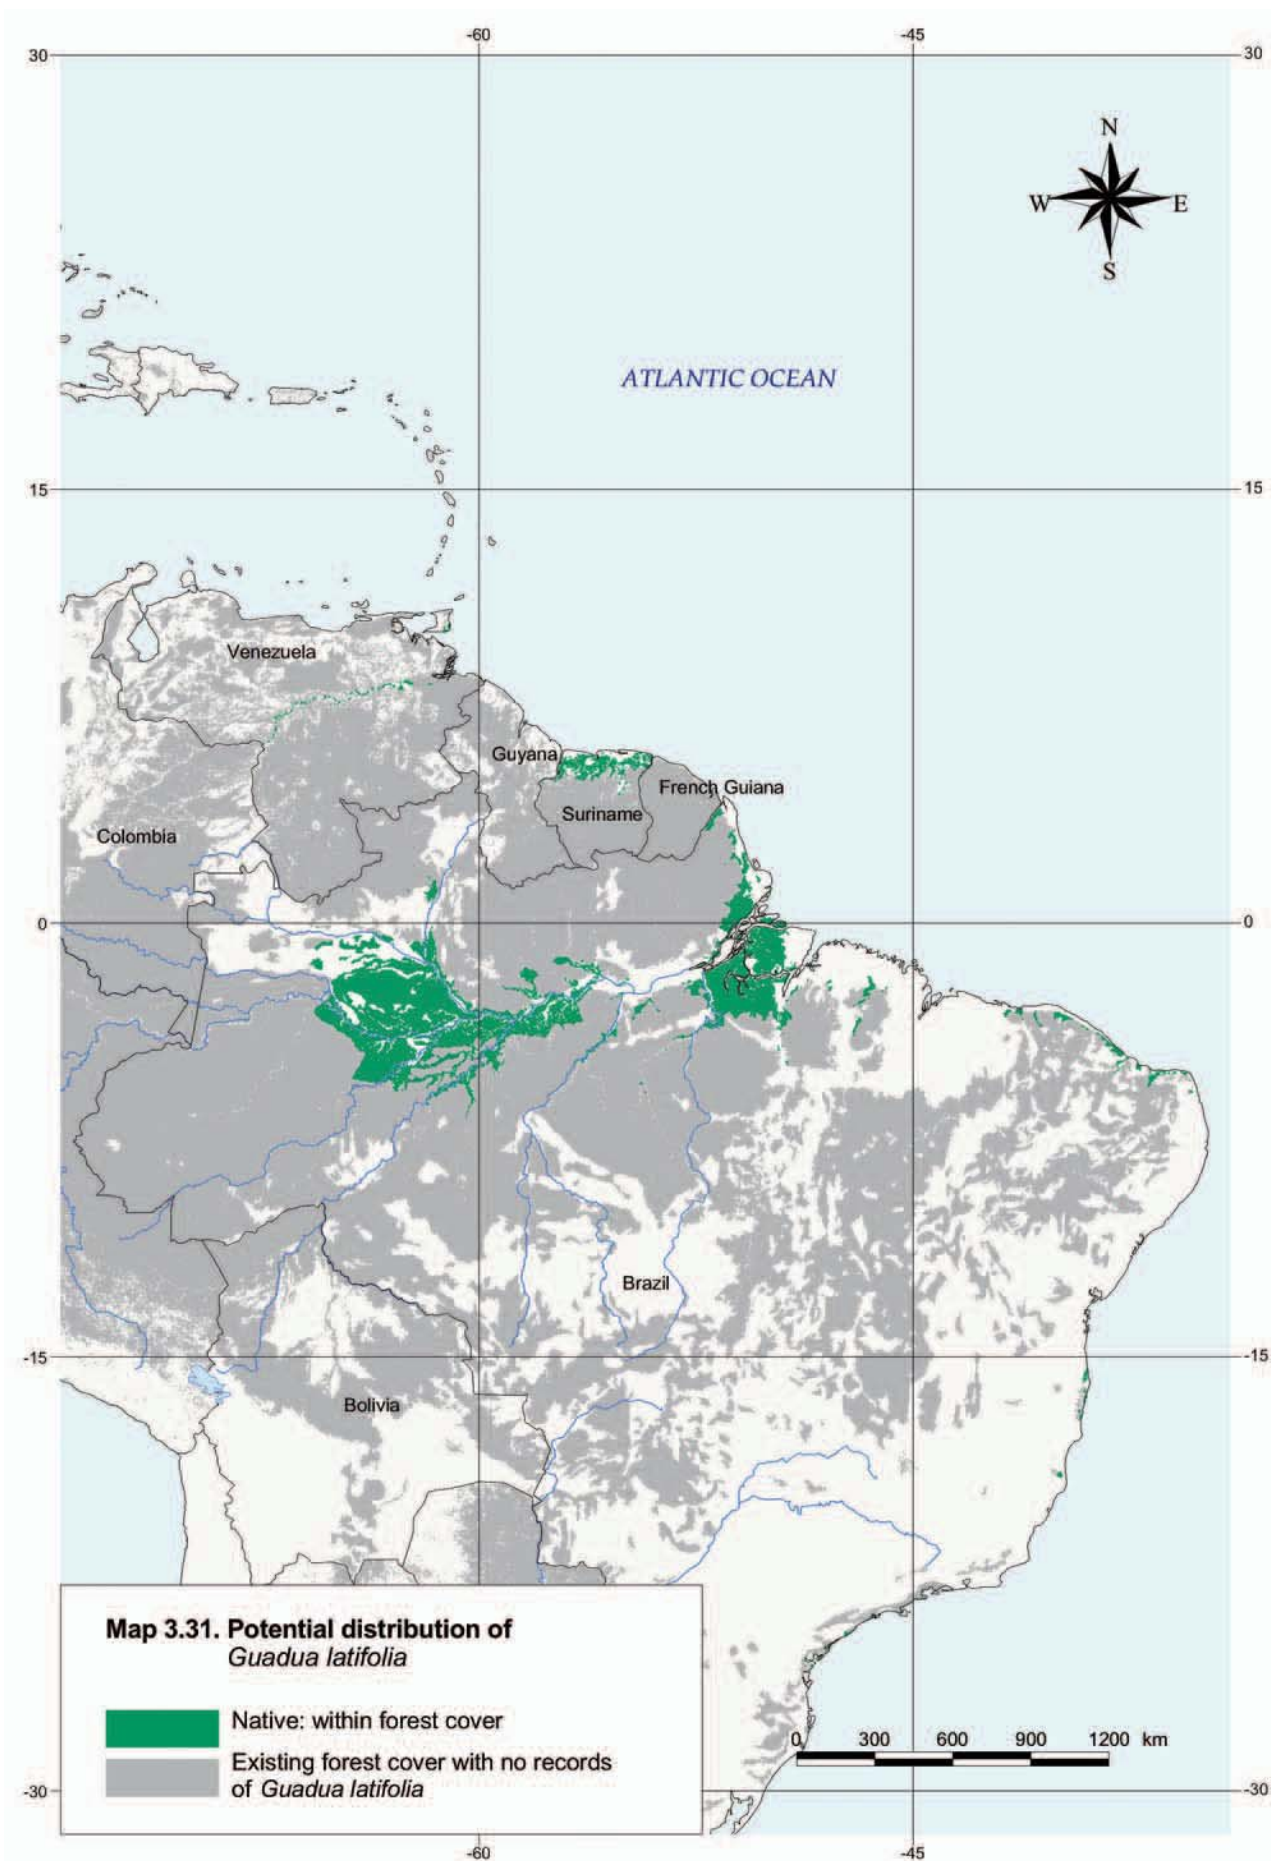 -60 -45
30 30
N
W E
S
ATLANTIC OCEAN
15 15
Venezuela
Guyana
French Guiana
Suriname
Colombia
0 0
Brazil
-15 -15
Bolivia
Map 3.31. Potential distribution of
Guadua latifolia
Native: within forest cover
Existing forest cover with no records
of Guadua latifolia
0 300 600 900 1200 km
-30 -30
-60 -45